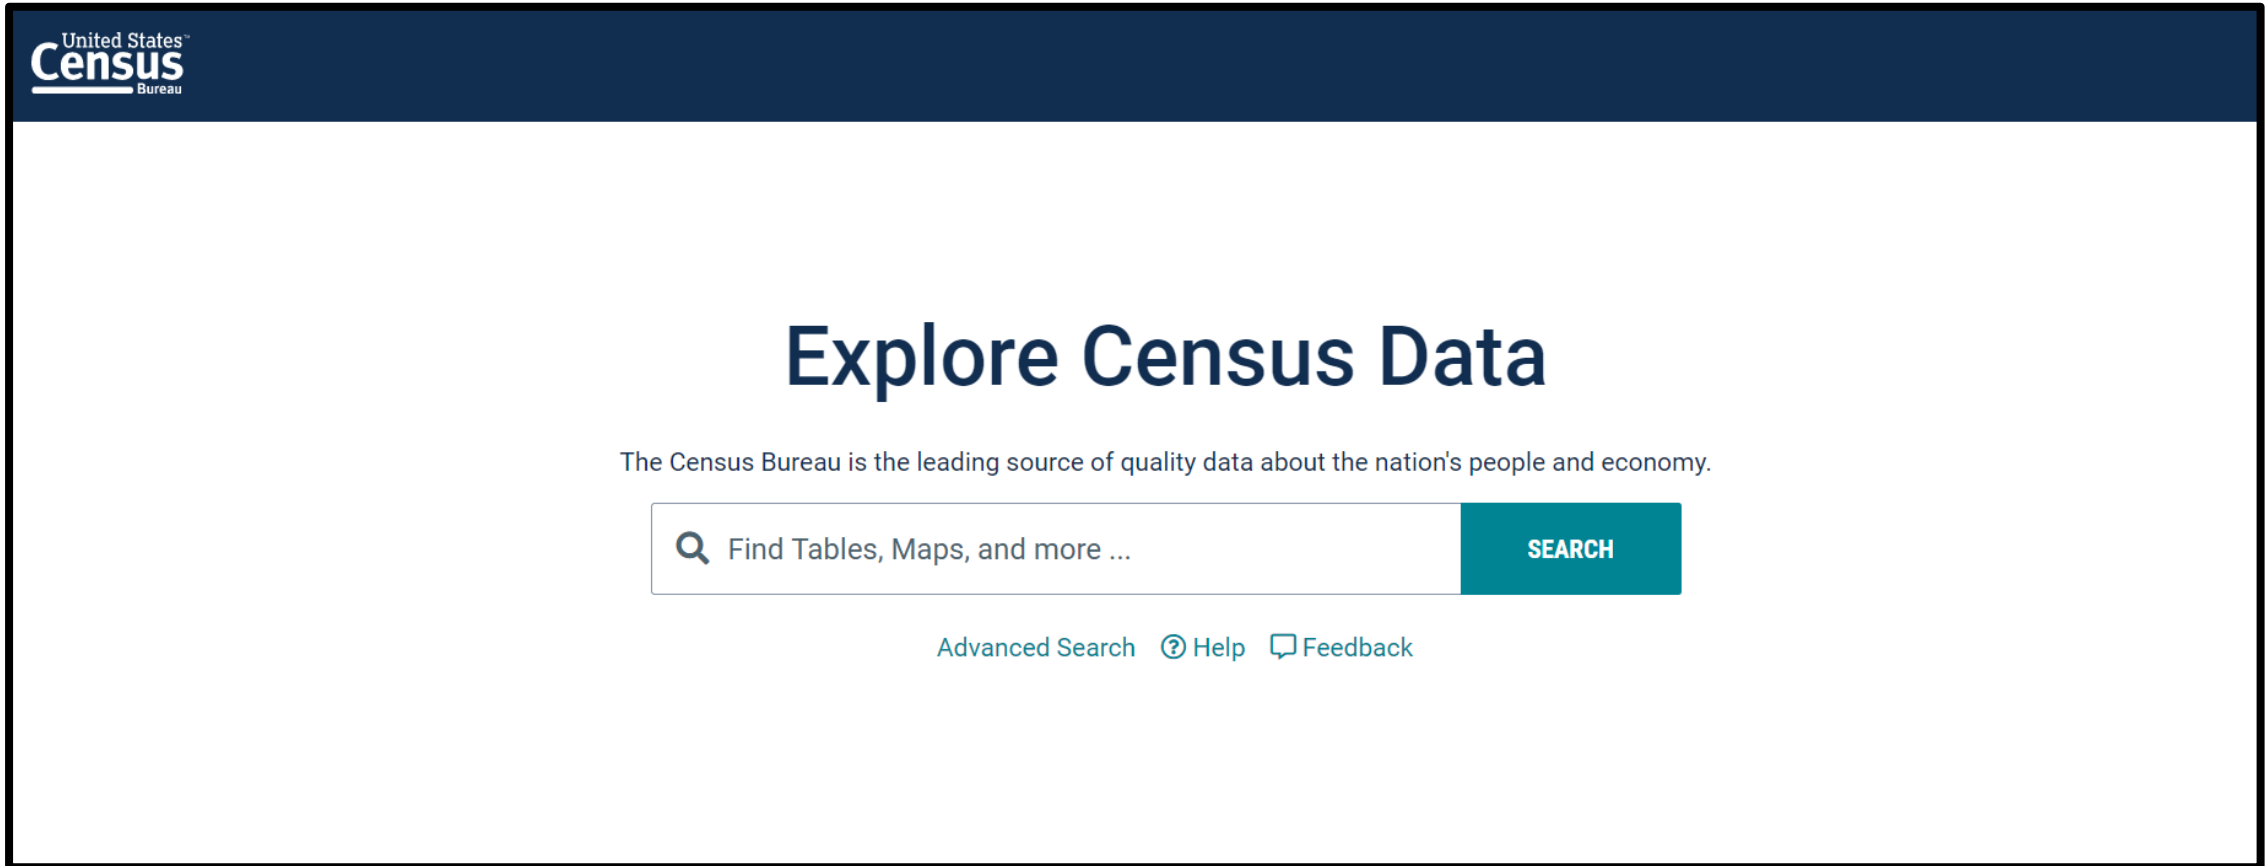 United States™
Census
Bureau
Explore Census Data
The Census Bureau is the leading source of quality data about the nation's people and economy.
Find Tables, Maps, and more ...
SEARCH
Advanced Search Help Feedback